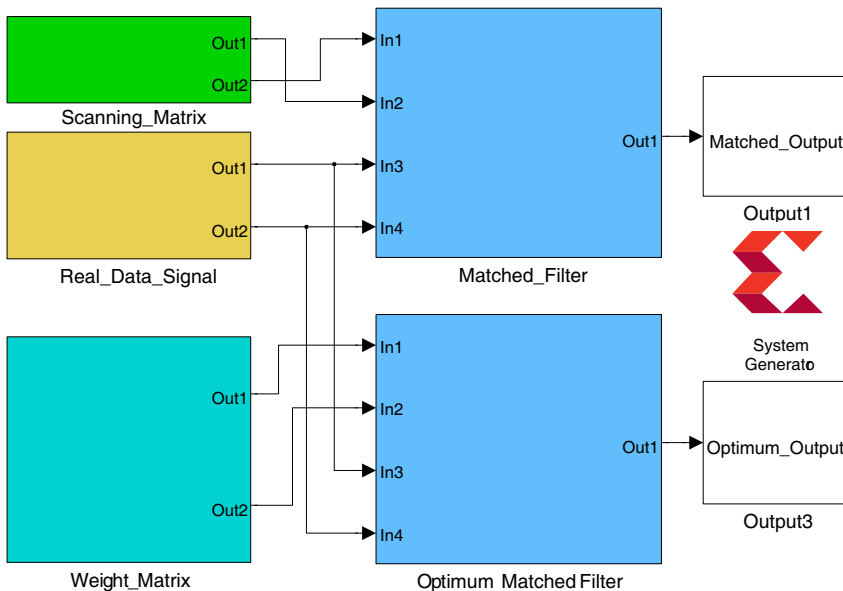 Out1
Out2
Scanning_Matrix
Out1
Out2
Real_Data_Signal
Out1
Out2
Weight_Matrix
In1
In2
In3
In4
Out1
Matched_Filter
In1
In2
In3
In4
Out1
Optimum Matched Filter
Matched_Output
Output1
System
Generato
Optimum_Output
Output3